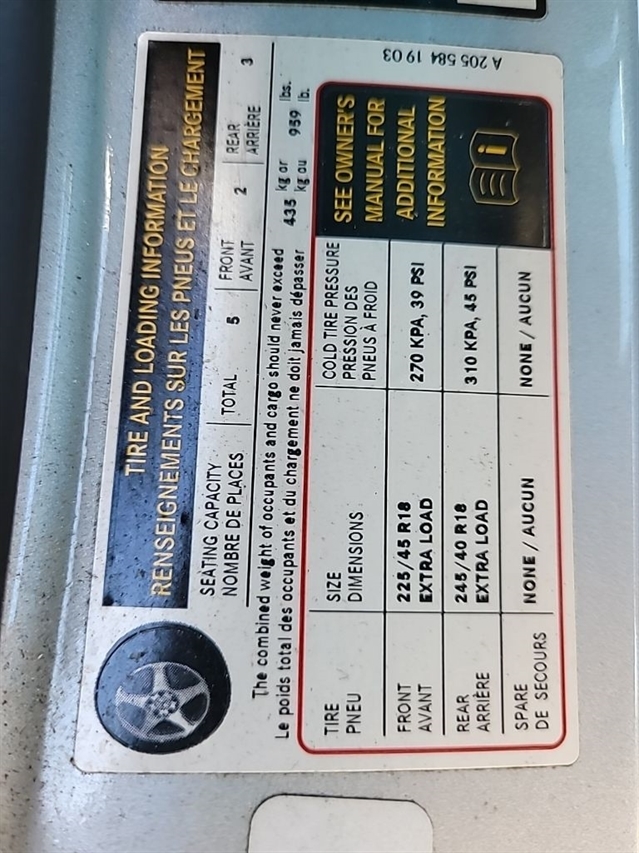 TIRE AND LOADING INFORMATION
RENSEIGNEMENTS SUR LES PNEUS ET LE CHARGEMENT
SEATING CAPACITY
NOMBRE DE PLACES
TOTAL 5
FRONT
AVANT
2
REAR
ARRIÈRE
3
The combined weight of occupants and cargo should never exceed 435 kg or 959 lbs.
Le poids total des occupants et du chargement ne doit jamais dépasser kg ou lb.
TIRE
PNEU
SIZE
DIMENSIONS
COLD TIRE PRESSURE
PRESSION DES
PNEUS À FROID
SEE OWNER'S
MANUAL FOR
ADDITIONAL
INFORMATION
FRONT
AVANT
225/45 R18
EXTRA LOAD
270 KPA, 39 PSI
REAR
ARRIÈRE
245/40 R18
EXTRA LOAD
310 KPA, 45 PSI
SPARE
DE SECOURS
NONE / AUCUN
NONE / AUCUN
A 205 584 19 03